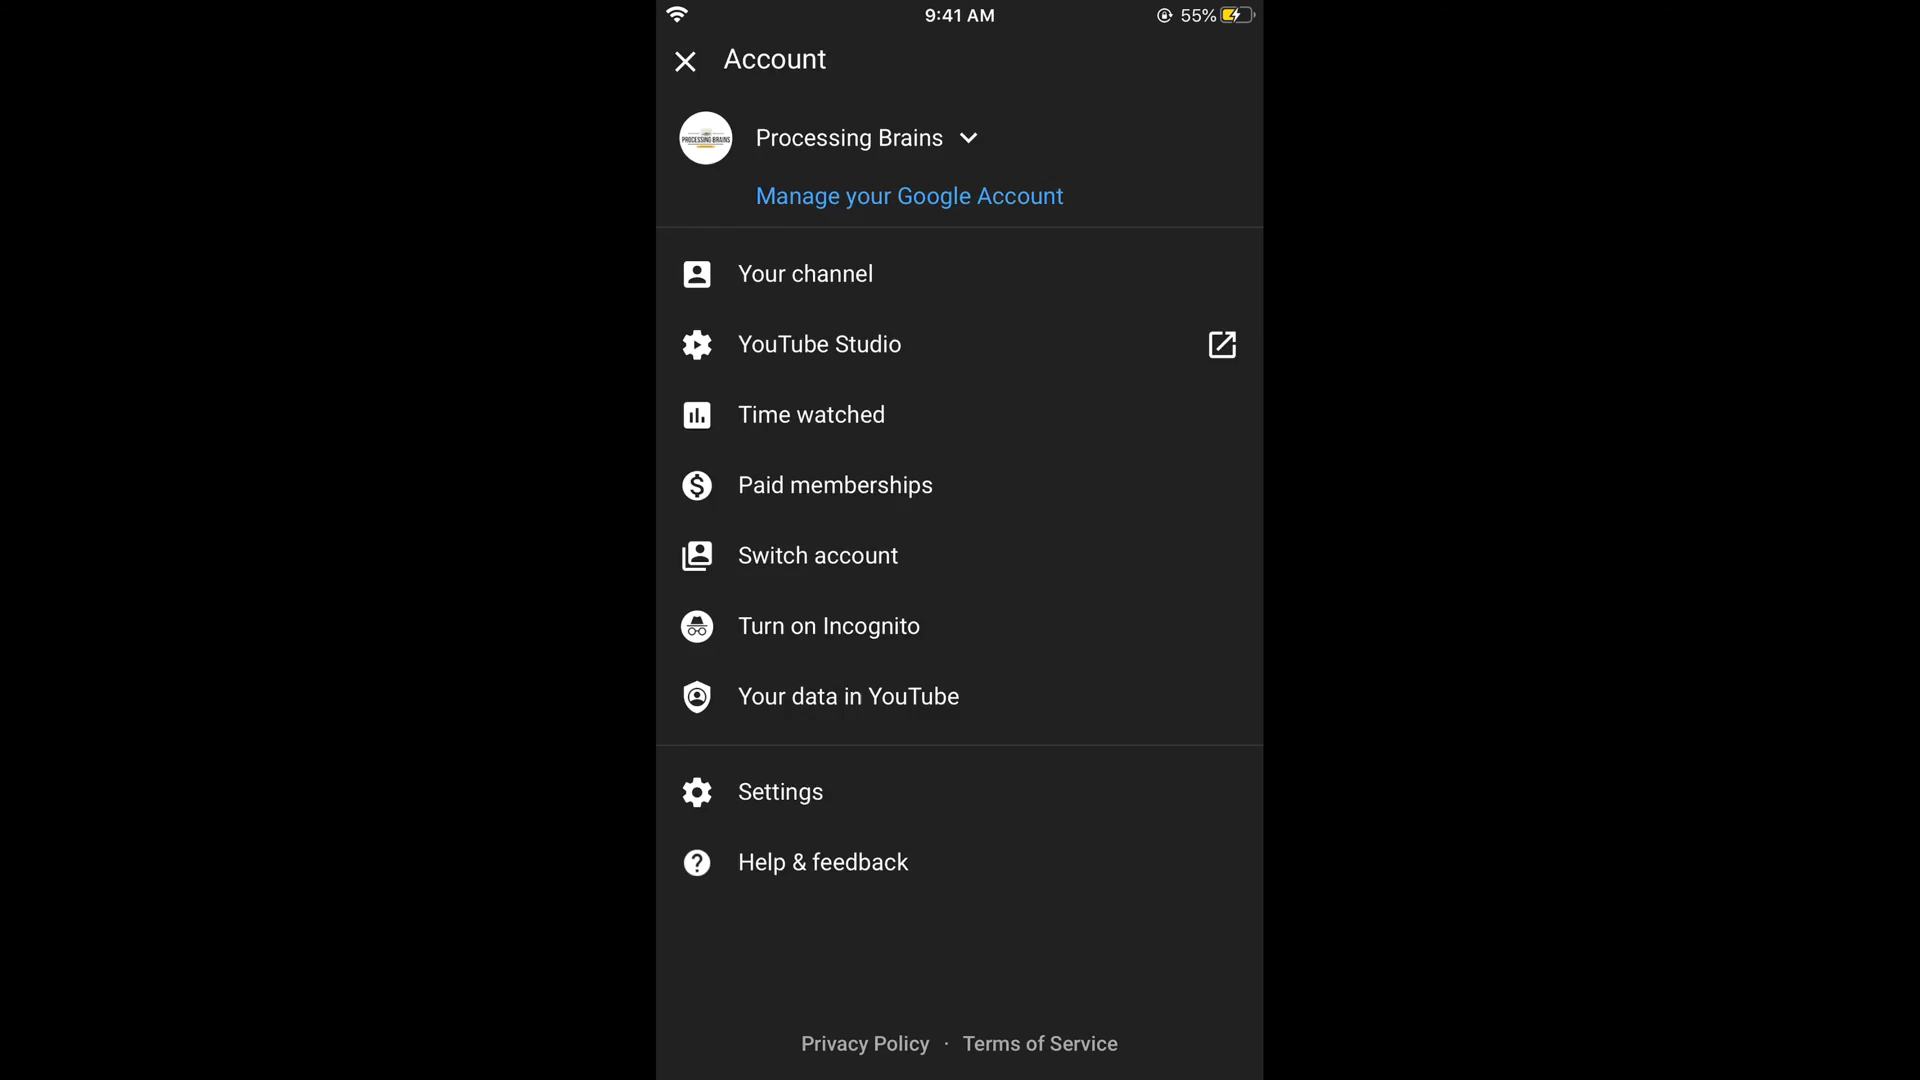 9:41 AM
55%
Account
PROCESSING BRAINS
Processing Brains
Manage your Google Account
Your channel
YouTube Studio
Time watched
Paid memberships
Switch account
Turn on Incognito
Your data in YouTube
Settings
Help & feedback
Privacy Policy · Terms of Service